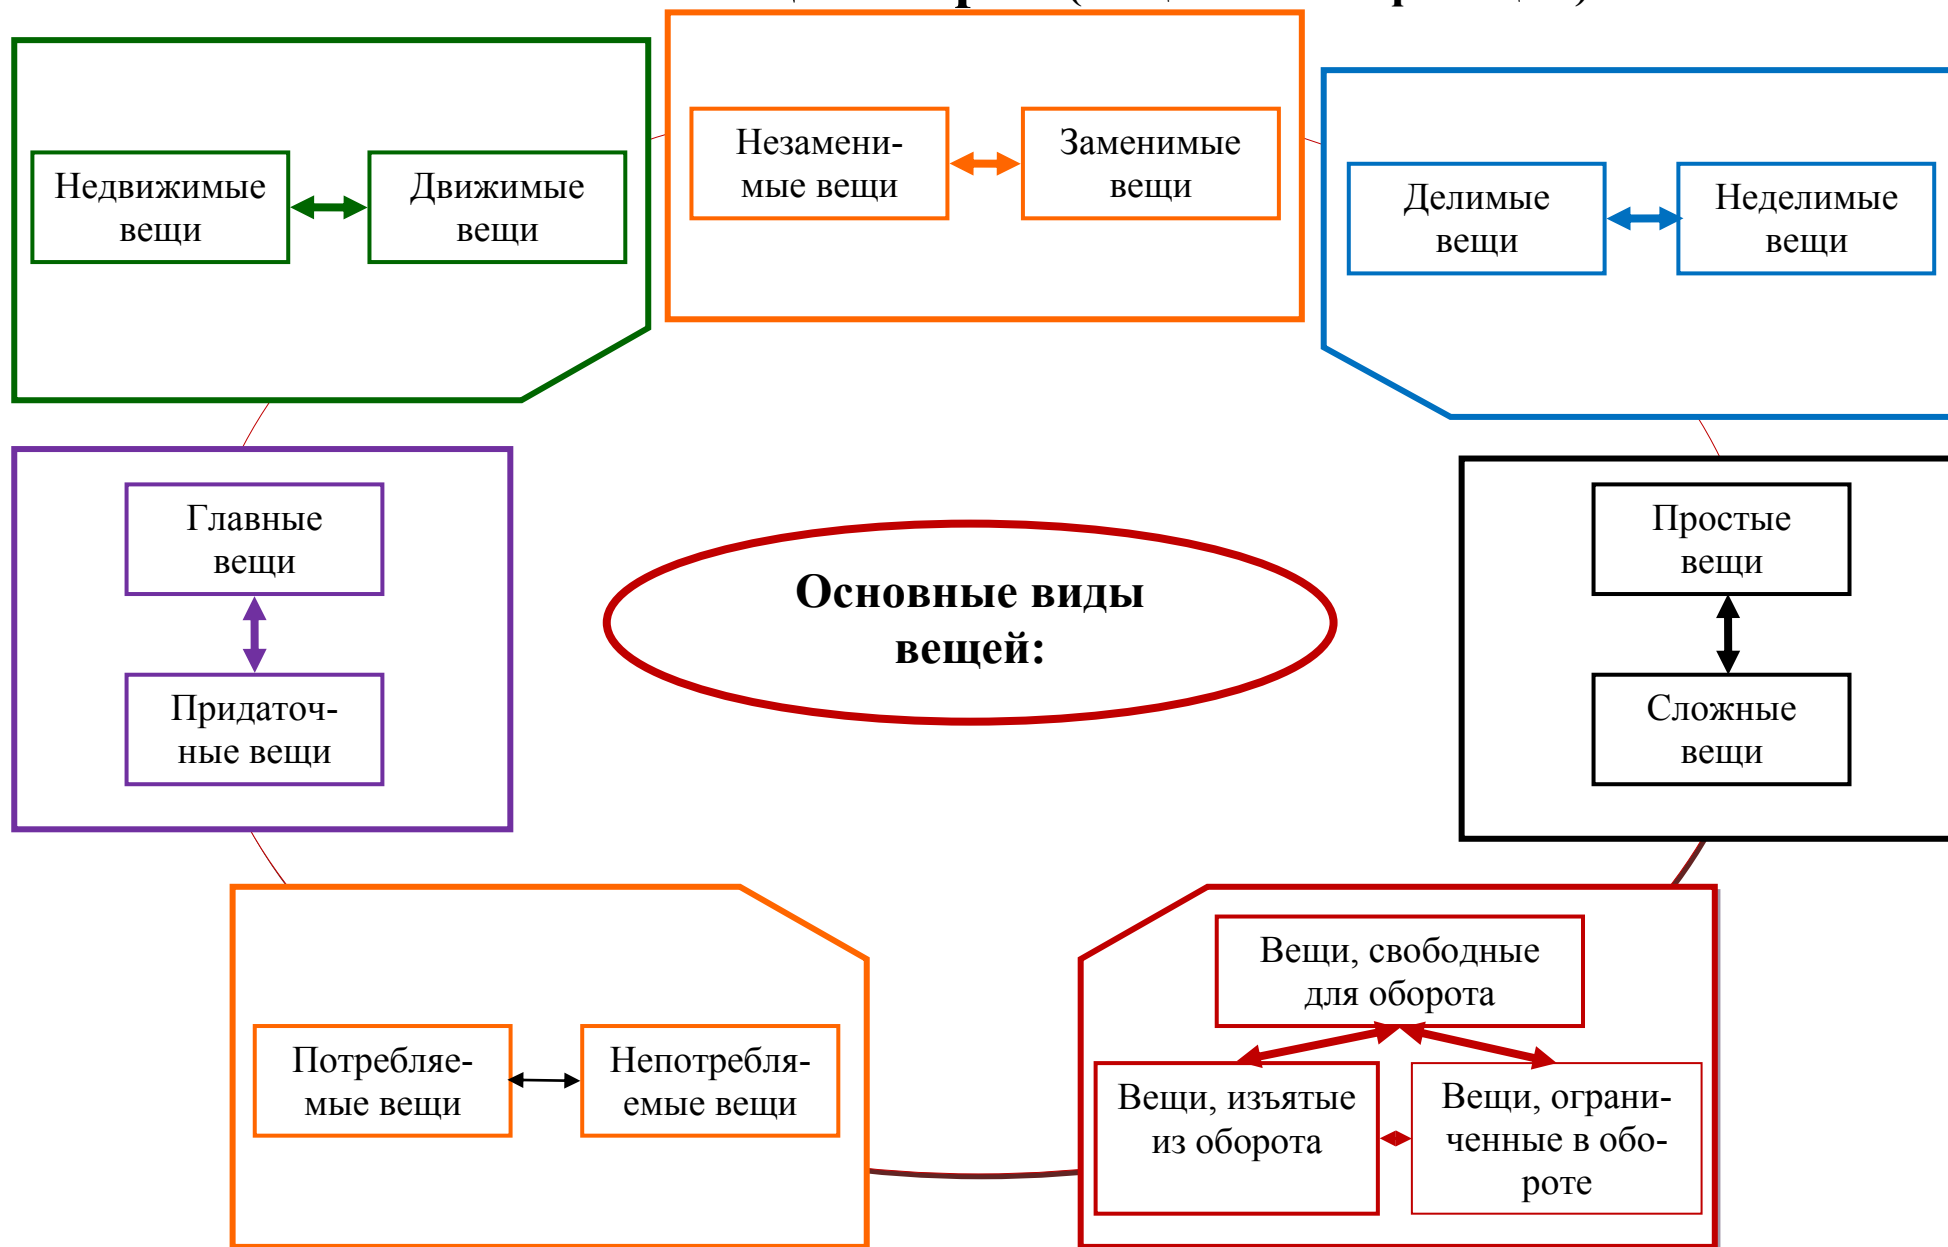 Незамени-
мые вещи
Заменимые
вещи
Недвижимые
вещи
Движимые
вещи
Делимые
вещи
Неделимые
вещи
Главные
вещи
Придаточ-
ные вещи
Основные виды
вещей:
Простые
вещи
Сложные
вещи
Потребляе-
мые вещи
Непотребля-
емые вещи
Вещи, свободные
для оборота
Вещи, изъятые
из оборота
Вещи, ограни-
ченные в обо-
роте